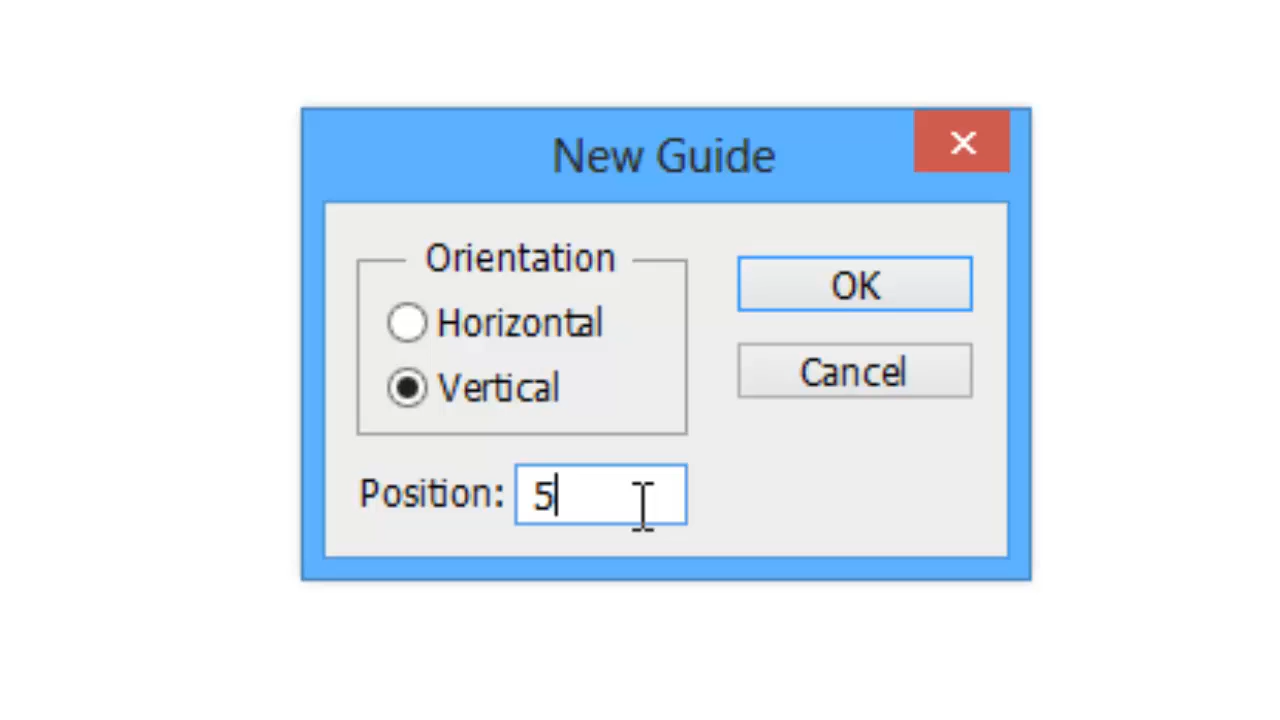 New Guide
Orientation
Horizontal
Vertical
Position: 5
OK
Cancel